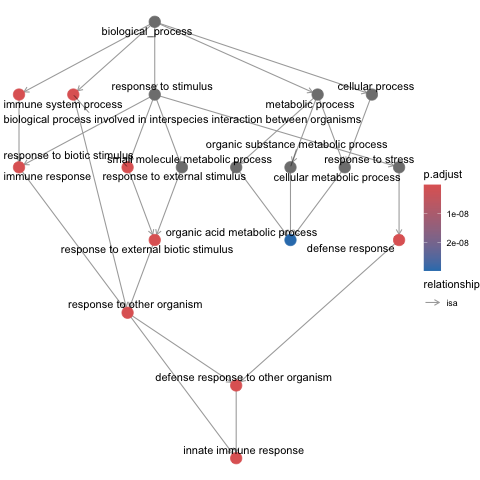 biological_process
response to stimulus
cellular process
immune system process
metabolic process
biological process involved in interspecies interaction between organisms
organic substance metabolic process
response to biotic stimulus
small molecule metabolic process
response to stress
immune response
response to external stimulus
cellular metabolic process
organic acid metabolic process
response to external biotic stimulus
defense response
response to other organism
defense response to other organism
innate immune response
p.adjust
1e-08
2e-08
relationship
isa